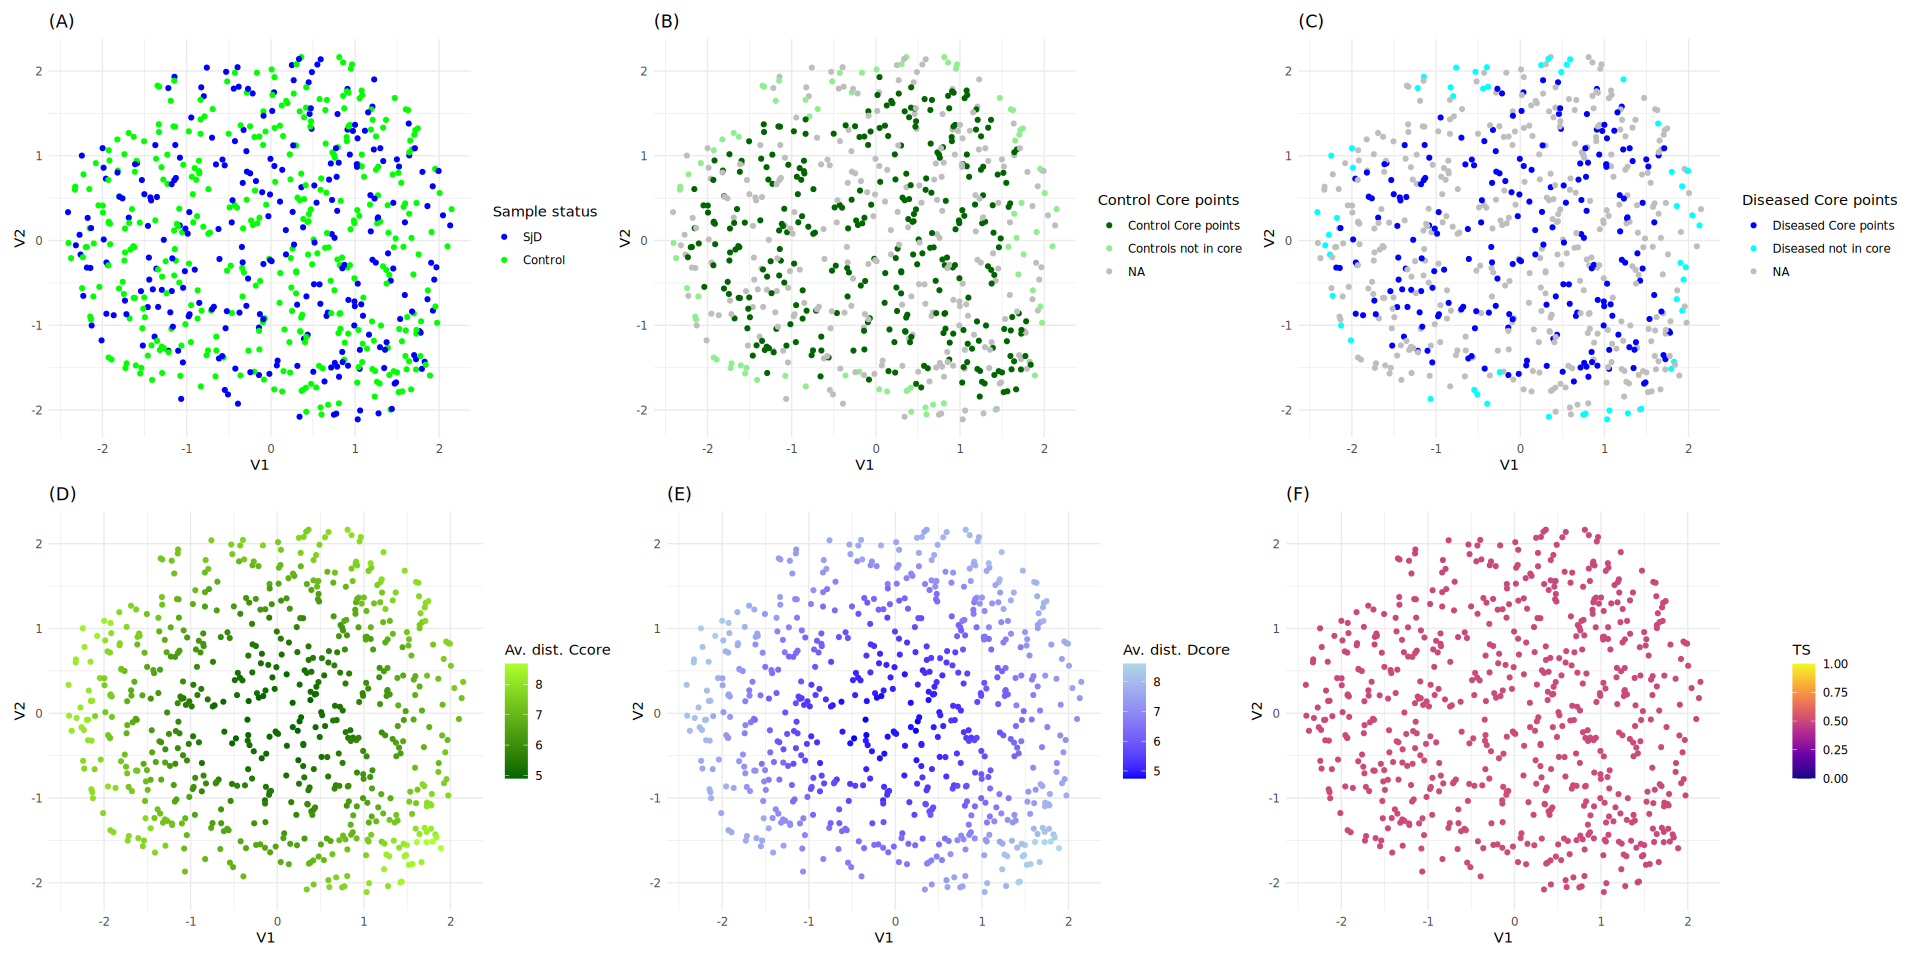 (A)
2
1
0
-1
-2
V2
-2 -1 0 1 2
V1
Sample status
SjD
Control
(B)
2
1
0
-1
-2
V2
-2 -1 0 1 2
V1
Control Core points
Control Core points
Controls not in core
NA
(C)
2
1
0
-1
-2
V2
-2 -1 0 1 2
V1
Diseased Core points
Diseased Core points
Diseased not in core
NA
(D)
2
1
0
-1
-2
V2
-2 -1 0 1 2
V1
Av. dist. Ccore
8
7
6
5
(E)
2
1
0
-1
-2
V2
-2 -1 0 1 2
V1
Av. dist. Dcore
8
7
6
5
(F)
2
1
0
-1
-2
V2
-2 -1 0 1 2
V1
TS
1.00
0.75
0.50
0.25
0.00